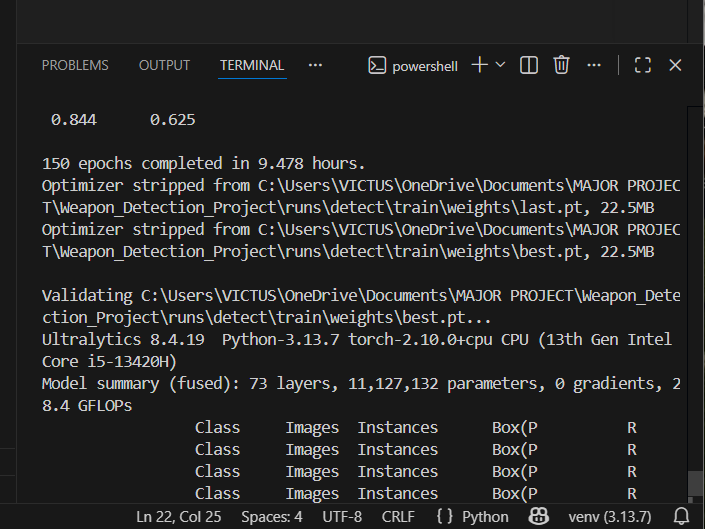 PROBLEMS OUTPUT TERMINAL ··· powershell
0.844 0.625
150 epochs completed in 9.478 hours.
Optimizer stripped from C:\Users\VICTUS\OneDrive\Documents\MAJOR PROJEC
T\Weapon_Detection_Project\runs\detect\train\weights\last.pt, 22.5MB
Optimizer stripped from C:\Users\VICTUS\OneDrive\Documents\MAJOR PROJEC
T\Weapon_Detection_Project\runs\detect\train\weights\best.pt, 22.5MB
Validating C:\Users\VICTUS\OneDrive\Documents\MAJOR PROJECT\Weapon_Dete
ction_Project\runs\detect\train\weights\best.pt...
Ultralytics 8.4.19 Python-3.13.7 torch-2.10.0+cpu CPU (13th Gen Intel
Core i5-13420H)
Model summary (fused): 73 layers, 11,127,132 parameters, 0 gradients, 2
8.4 GFLOPs
Class Images Instances Box(P R
Class Images Instances Box(P R
Class Images Instances Box(P R
Class Images Instances Box(P R
Ln 22, Col 25 Spaces: 4 UTF-8 CRLF { } Python venv (3.13.7)